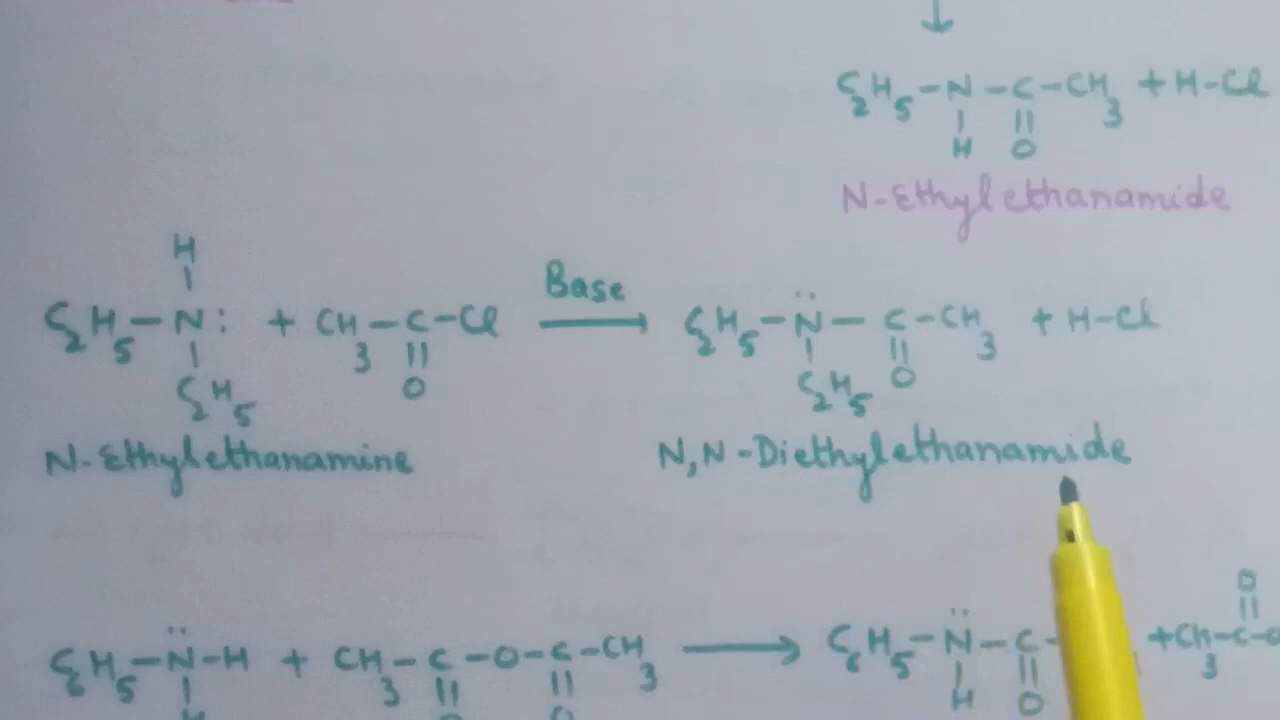 C2H5-N-C-CH3 + H-Cl
H O
N-Ethylethanamide
H
C2H5-N: + CH3-C-Cl Base C2H5-N-C-CH3 + H-Cl
C2H5 O C2H5 O
N-Ethylethanamine N,N-Diethylethanamide
O
C6H5-N-H + CH3-C-O-C-CH3 C6H5-N-C- + CH3-C-
H O